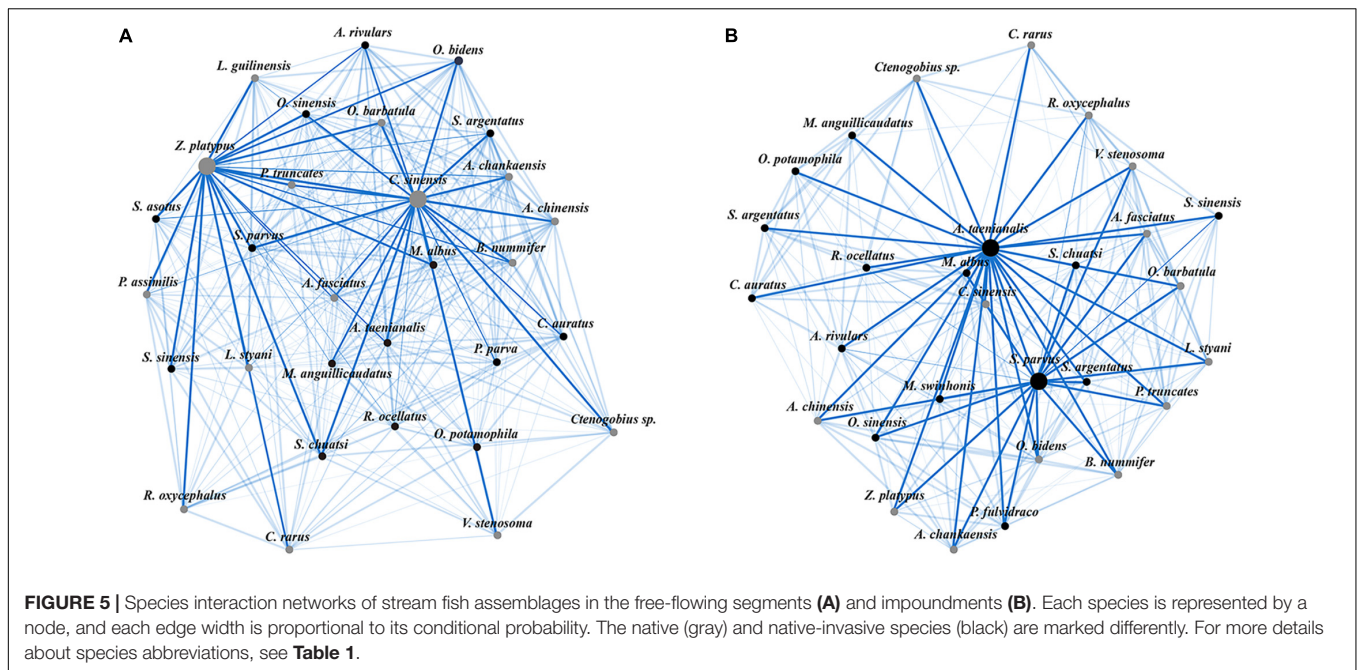 A
B
A. rivulars
O. bidens
L. guilinensis
O. sinensis
O. barbatula
S. argentatus
Z. platypus
P. truncates
A. chankaensis
C. sinensis
S. asotus
A. chinensis
S. parvus
M. albus
B. nummifer
P. assimilis
A. fasciatus
A. taenianalis
C. auratus
S. sinensis
L. styani
M. anguillicaudatus
P. parva
R. ocellatus
Ctenogobius sp.
S. chuatsi
O. potamophila
R. oxycephalus
V. stenosoma
C. rarus
C. rarus
Ctenogobius sp.
R. oxycephalus
M. anguillicaudatus
V. stenosoma
O. potamophila
S. sinensis
S. argentatus
A. taenianalis
A. fasciatus
R. ocellatus
M. albus
S. chuatsi
O. barbatula
C. auratus
C. sinensis
A. rivulars
S. parvus
S. argentatus
L. styani
M. swinhonis
P. truncates
A. chinensis
O. sinensis
O. bidens
B. nummifer
Z. platypus
P. fulvidraco
A. chankaensis
FIGURE 5 | Species interaction networks of stream fish assemblages in the free-flowing segments (A) and impoundments (B). Each species is represented by a
node, and each edge width is proportional to its conditional probability. The native (gray) and native-invasive species (black) are marked differently. For more details
about species abbreviations, see Table 1.